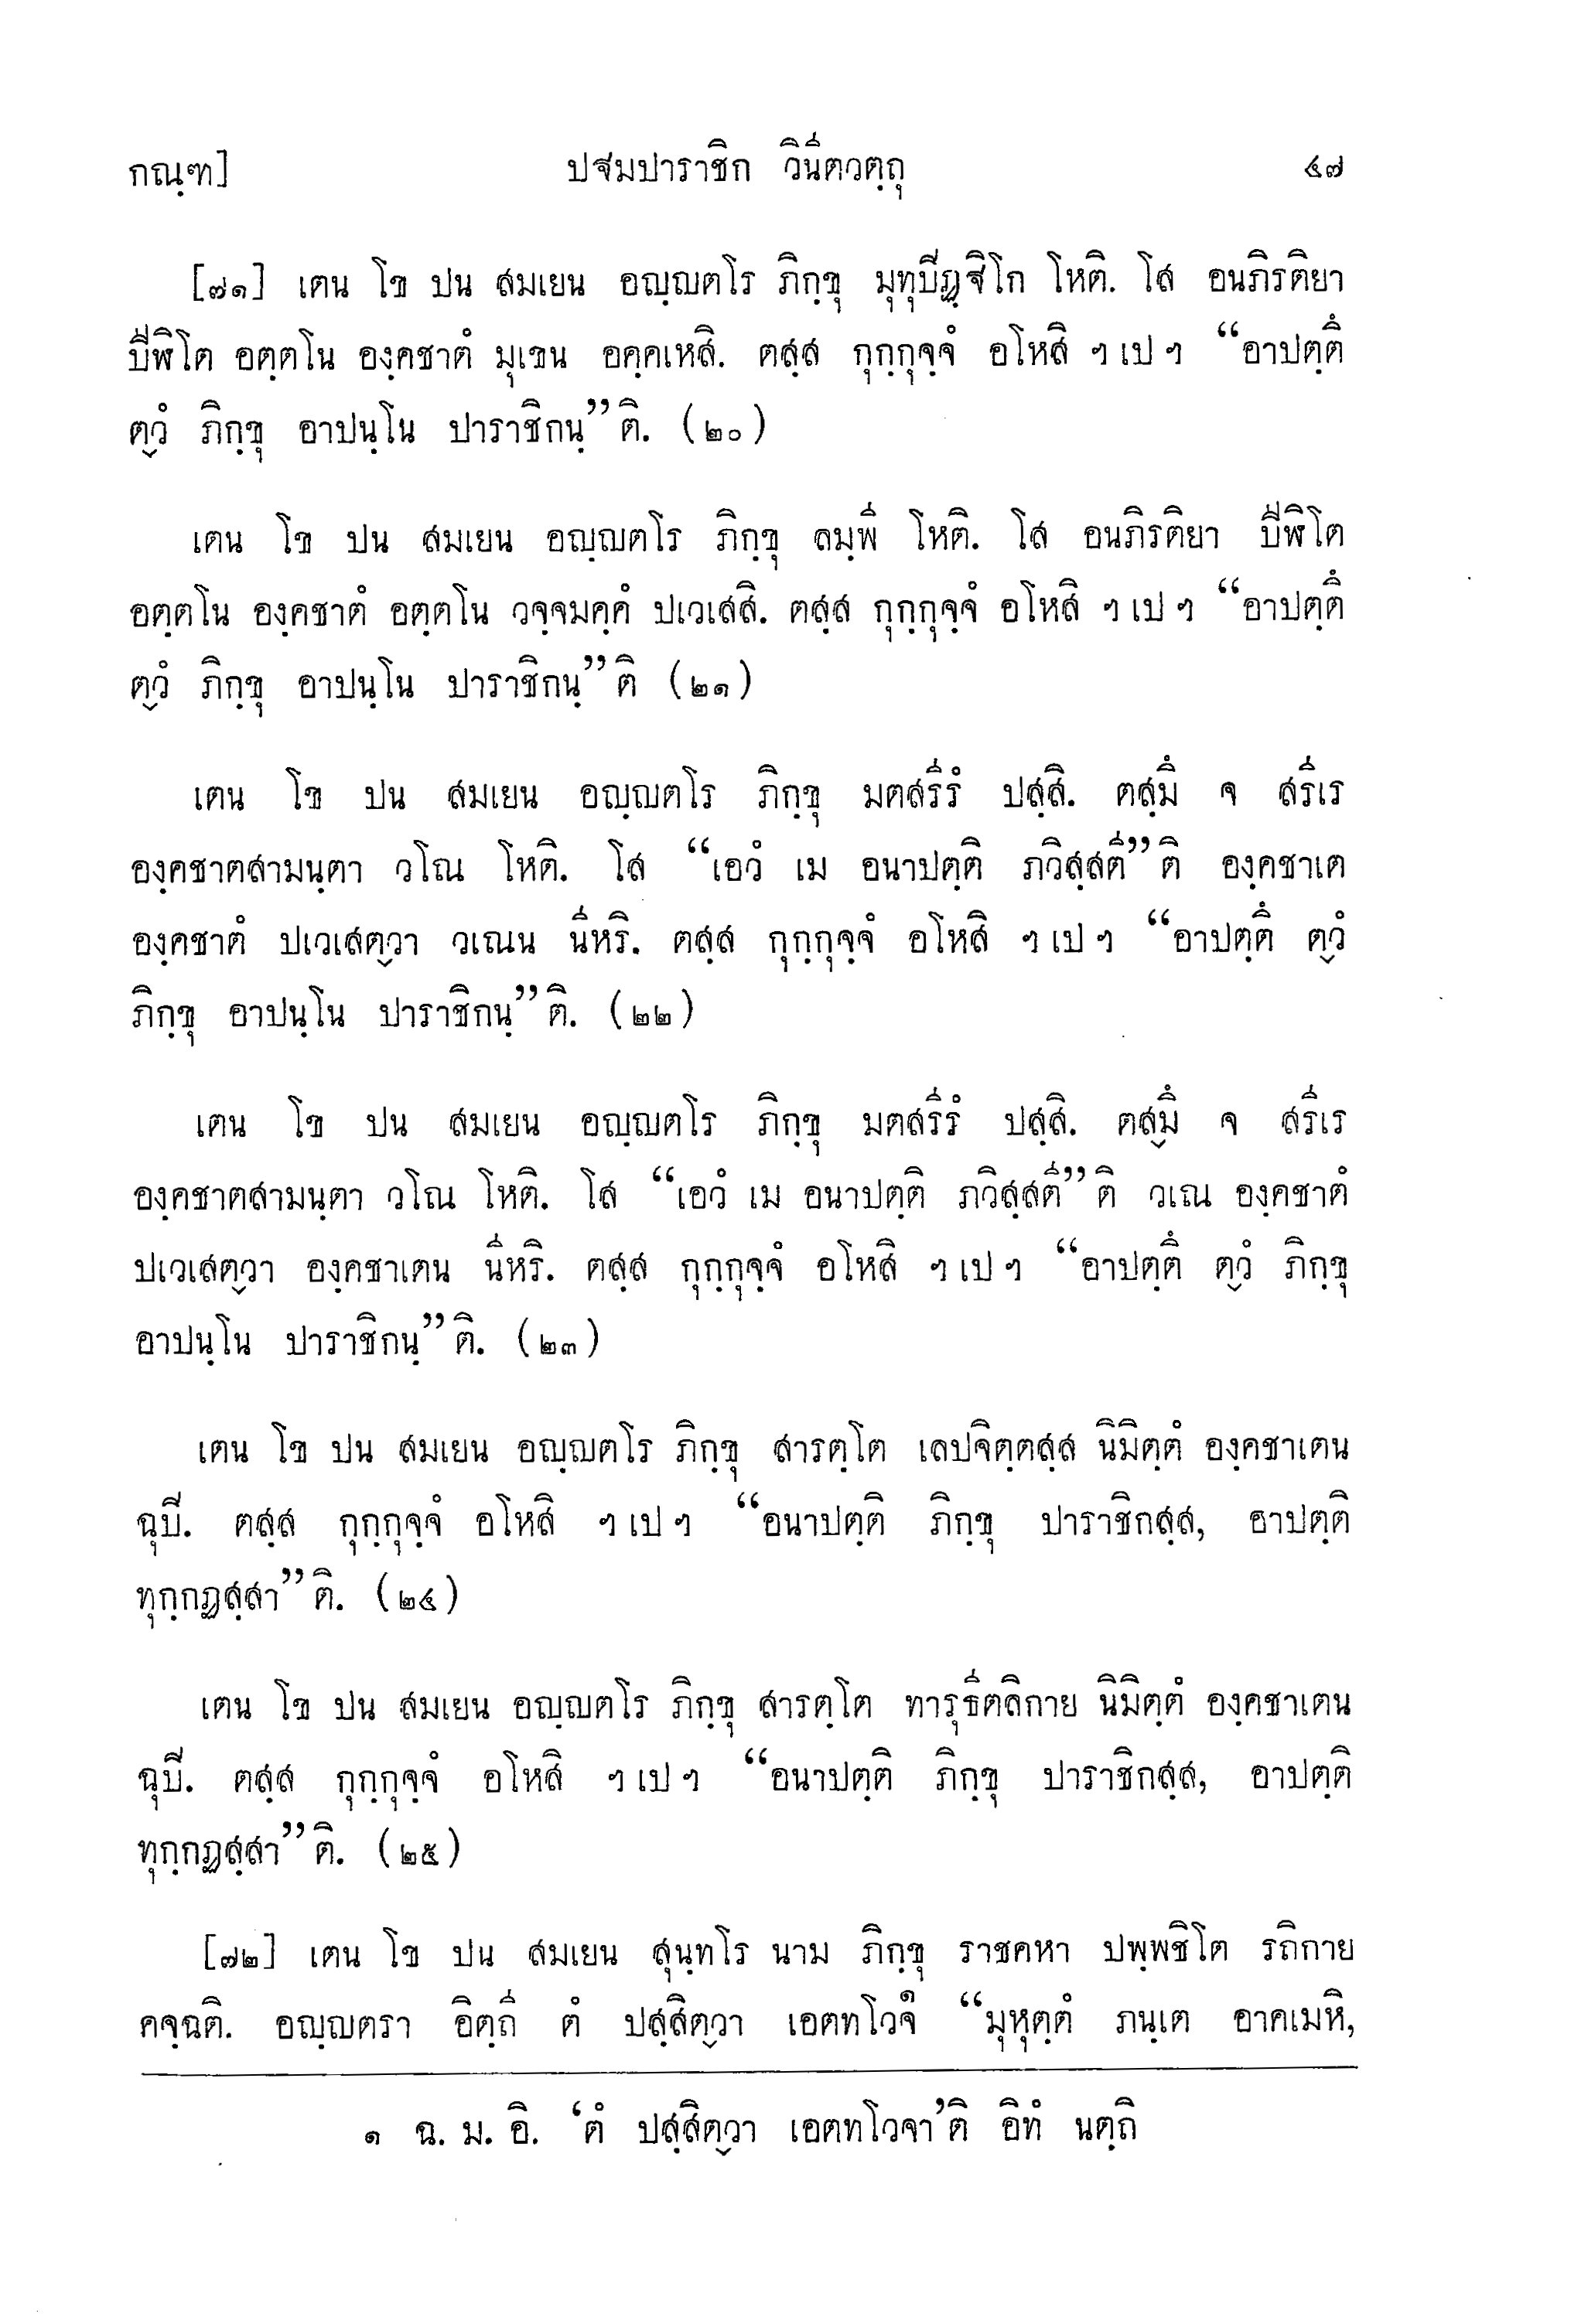 กณฺฑ] ปฐมปาราชิก วินีตวตฺถุ ๔๗
[๗๑] เตน โข ปน สมเยน อญฺญตโร ภิกฺขุ มุทุปิฏฺฐิโก โหติ. โส อนภิรติยา
ปีฬิโต อตฺตโน องฺคชาตํ มุเขน อคฺคเหสิ. ตสฺส กุกฺกุจฺจํ อโหสิ ฯ เป ฯ “อาปตฺตึ
ตฺวํ ภิกฺขุ อาปนฺโน ปาราชิกนฺ”ติ. (๒๐)
เตน โข ปน สมเยน อญฺญตโร ภิกฺขุ ลมฺพี โหติ. โส อนภิรติยา ปีฬิโต
อตฺตโน องฺคชาตํ อตฺตโน วจฺจมคฺคํ ปเวเสสิ. ตสฺส กุกฺกุจฺจํ อโหสิ ฯ เป ฯ “อาปตฺตึ
ตฺวํ ภิกฺขุ อาปนฺโน ปาราชิกนฺ”ติ (๒๑)
เตน โข ปน สมเยน อญฺญตโร ภิกฺขุ มตสรีรํ ปสฺสิ. ตสฺมึ จ สรีเร
องฺคชาตสามนฺตา วโณ โหติ. โส “เอวํ เม อนาปตฺติ ภวิสฺสตี”ติ องฺคชาเต
องฺคชาตํ ปเวเสตฺวา วเณน นีหริ. ตสฺส กุกฺกุจฺจํ อโหสิ ฯ เป ฯ “อาปตฺตึ ตฺวํ
ภิกฺขุ อาปนฺโน ปาราชิกนฺ”ติ. (๒๒)
เตน โข ปน สมเยน อญฺญตโร ภิกฺขุ มตสรีรํ ปสฺสิ. ตสฺมึ จ สรีเร
องฺคชาตสามนฺตา วโณ โหติ. โส “เอวํ เม อนาปตฺติ ภวิสฺสตี”ติ วเณ องฺคชาตํ
ปเวเสตฺวา องฺคชาเตน นีหริ. ตสฺส กุกฺกุจฺจํ อโหสิ ฯ เป ฯ “อาปตฺตึ ตฺวํ ภิกฺขุ
อาปนฺโน ปาราชิกนฺ”ติ. (๒๓)
เตน โข ปน สมเยน อญฺญตโร ภิกฺขุ สารตฺโต เลปจิตฺตสฺส นิมิตฺตํ องฺคชาเตน
ฉุปิ. ตสฺส กุกฺกุจฺจํ อโหสิ ฯ เป ฯ “อนาปตฺติ ภิกฺขุ ปาราชิกสฺส, อาปตฺติ
ทุกฺกฏสฺสา”ติ. (๒๔)
เตน โข ปน สมเยน อญฺญตโร ภิกฺขุ สารตฺโต ทารุธีตลิกาย นิมิตฺตํ องฺคชาเตน
ฉุปิ. ตสฺส กุกฺกุจฺจํ อโหสิ ฯ เป ฯ “อนาปตฺติ ภิกฺขุ ปาราชิกสฺส, อาปตฺติ
ทุกฺกฏสฺสา”ติ. (๒๕)
[๗๒] เตน โข ปน สมเยน สุนฺทโร นาม ภิกฺขุ ราชคหา ปพฺพชิโต รถิกาย
คจฺฉติ. อญฺญตรา อิตฺถี ตํ ปสฺสิตฺวา เอตทโวจ๑ “มุหุตฺตํ ภนฺเต อาคเมหิ,
๑ ฉ. ม. อิ. ‘ตํ ปสฺสิตฺวา เอตทโวจา’ติ อิทํ นตฺถิ